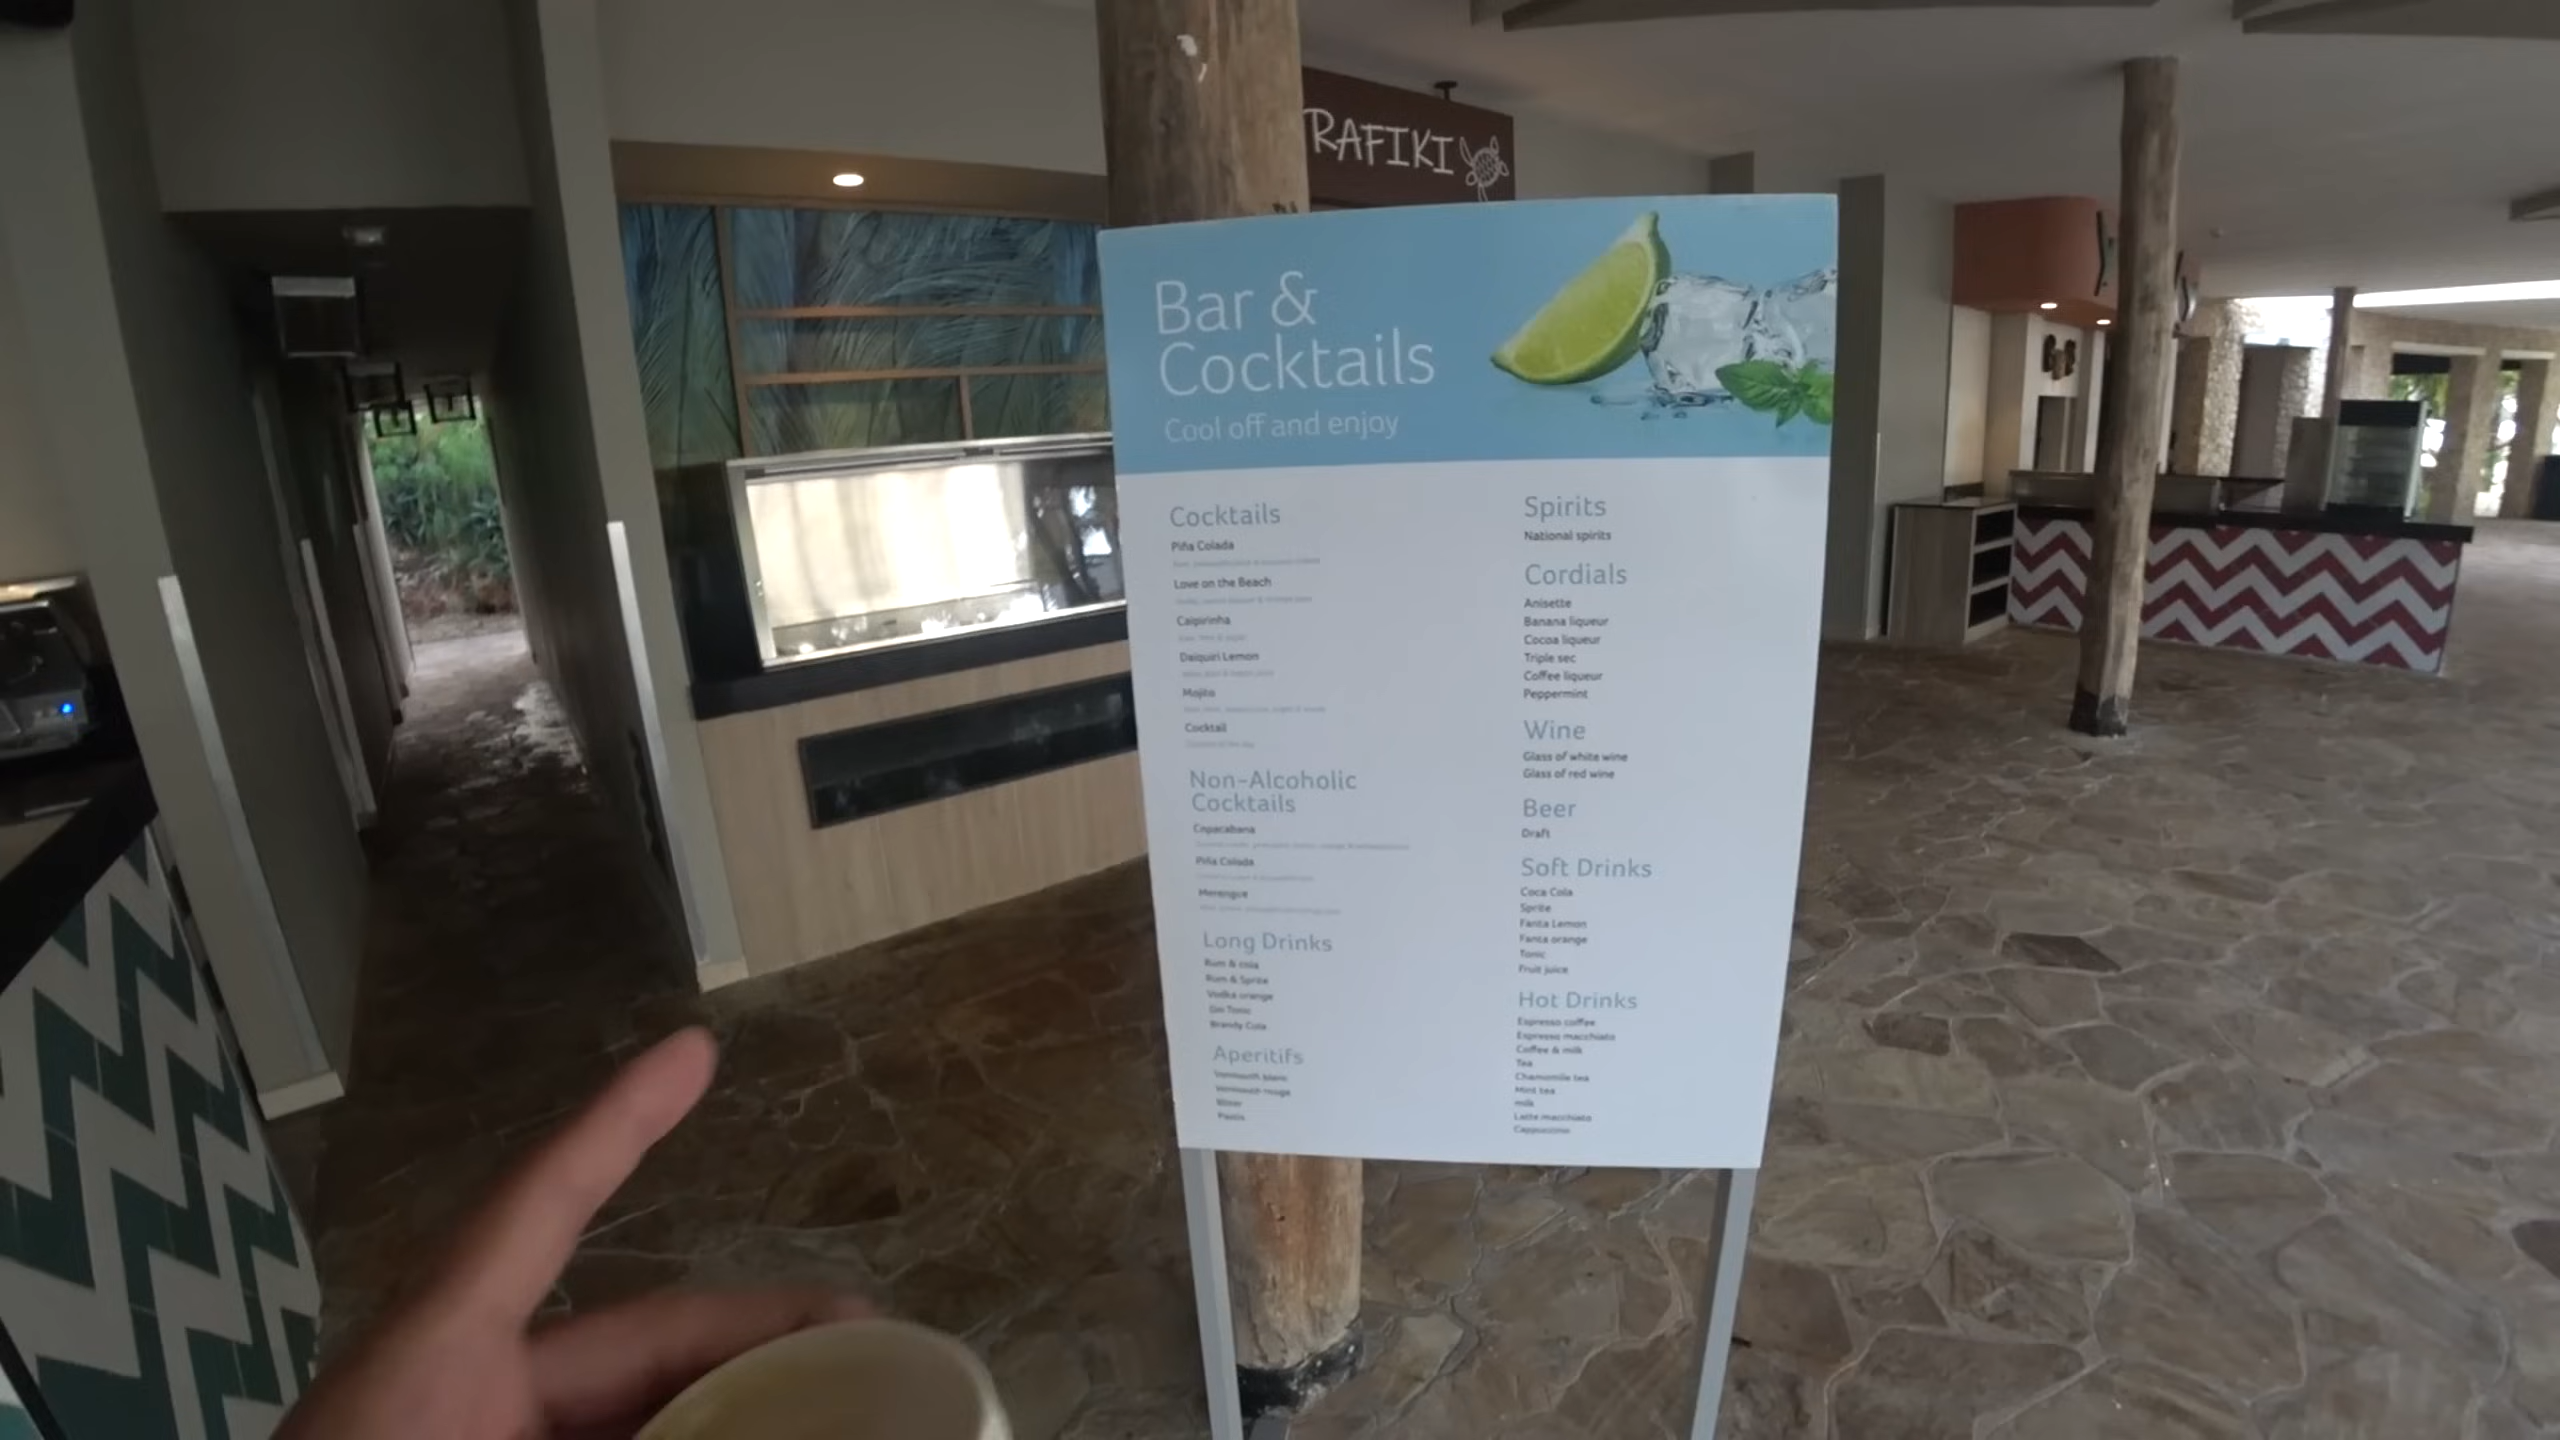 RAFIKI
Bar &
Cocktails
Cool off and enjoy
Cocktails
Piña Colada
Love on the Beach
Caipirinha
Daiquiri Lemon
Mojito
Cocktail
Non-Alcoholic
Cocktails
Copacabana
Piña Colada
Merengue
Long Drinks
Rum & cola
Rum & Sprite
Vodka orange
Gin Tonic
Brandy Cola
Aperitifs
Vermouth blanc
Vermouth rouge
Bitter
Pastis
Spirits
National spirits
Cordials
Anisette
Banana liqueur
Cocoa liqueur
Triple sec
Coffee liqueur
Peppermint
Wine
Glass of white wine
Glass of red wine
Beer
Draft
Soft Drinks
Coca Cola
Sprite
Fanta Lemon
Fanta orange
Tonic
Fruit juice
Hot Drinks
Espresso coffee
Espresso macchiato
Coffee & milk
Tea
Chamomile tea
Mint tea
milk
Latte macchiato
Cappuccino